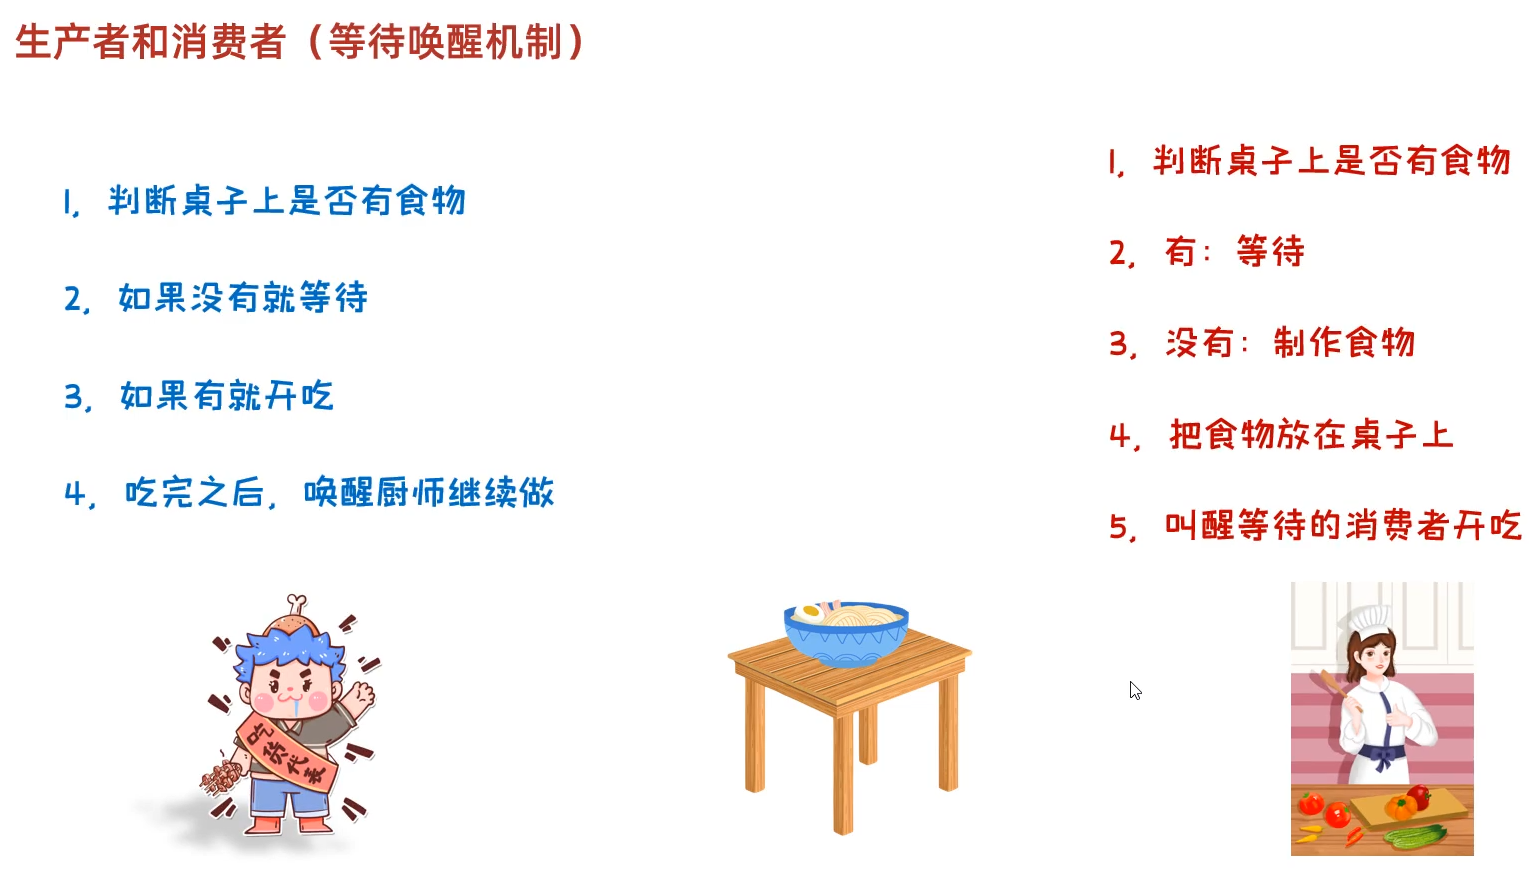 生产者和消费者（等待唤醒机制）
1, 判断桌子上是否有食物
2, 如果没有就等待
3, 如果有就开吃
4, 吃完之后, 唤醒厨师继续做
1, 判断桌子上是否有食物
2, 有: 等待
3, 没有: 制作食物
4, 把食物放在桌子上
5, 叫醒等待的消费者开吃
吃货代表